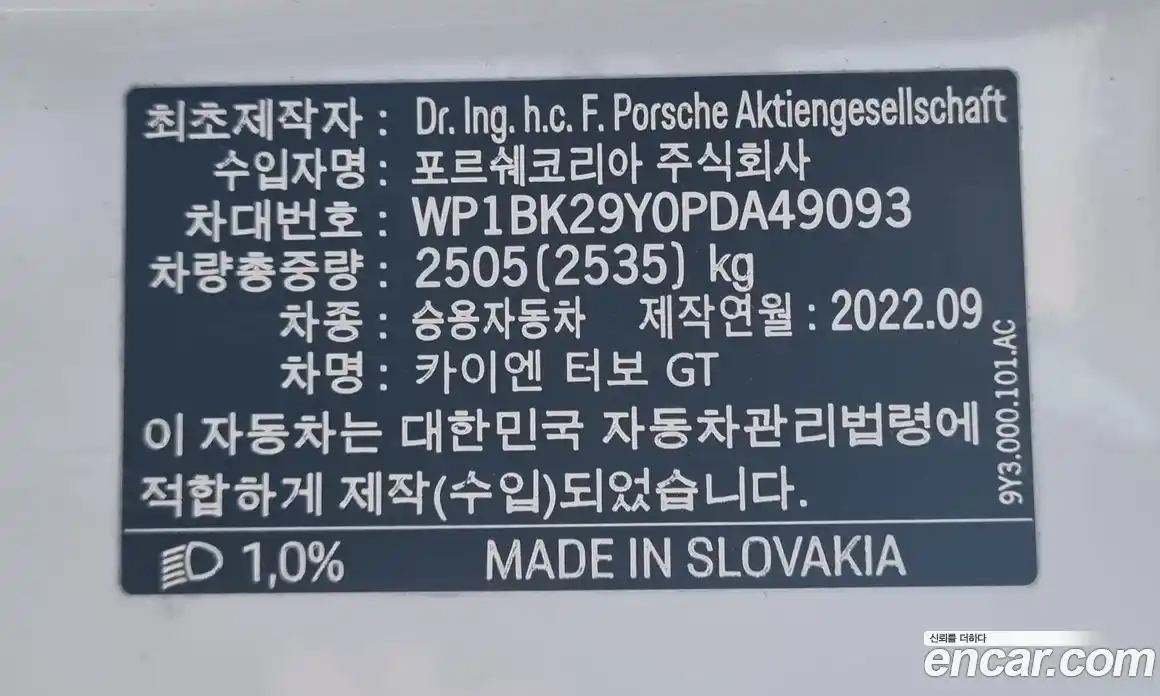 최초제작자 : Dr. Ing. h.c. F. Porsche Aktiengesellschaft
수입자명 : 포르쉐코리아 주식회사
차대번호 : WP1BK29Y0PDA49093
차량총중량 : 2505(2535) kg
차종 : 승용자동차 제작연월 : 2022.09
차명 : 카이엔 터보 GT
이 자동차는 대한민국 자동차관리법령에
적합하게 제작(수입)되었습니다.
9Y3.000.101.AC
1,0% MADE IN SLOVAKIA
신뢰를 더하다
encar.com